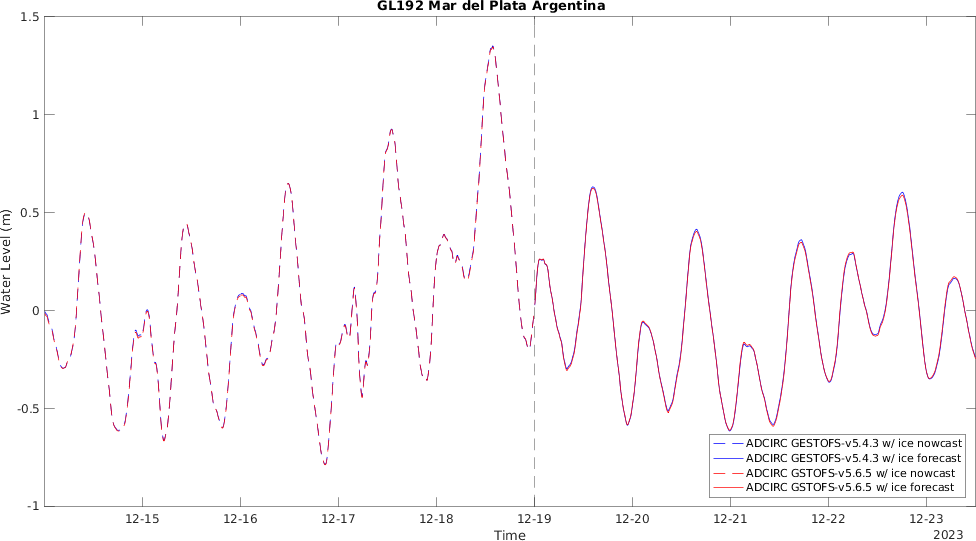 GL192 Mar del Plata Argentina
1.5
1
0.5
0
-0.5
-1
Water Level (m)
12-15
12-16
12-17
12-18
12-19
12-20
12-21
12-22
12-23
Time
2023
ADCIRC GESTOFS-v5.4.3 w/ ice nowcast
ADCIRC GESTOFS-v5.4.3 w/ ice forecast
ADCIRC GSTOFS-v5.6.5 w/ ice nowcast
ADCIRC GSTOFS-v5.6.5 w/ ice forecast